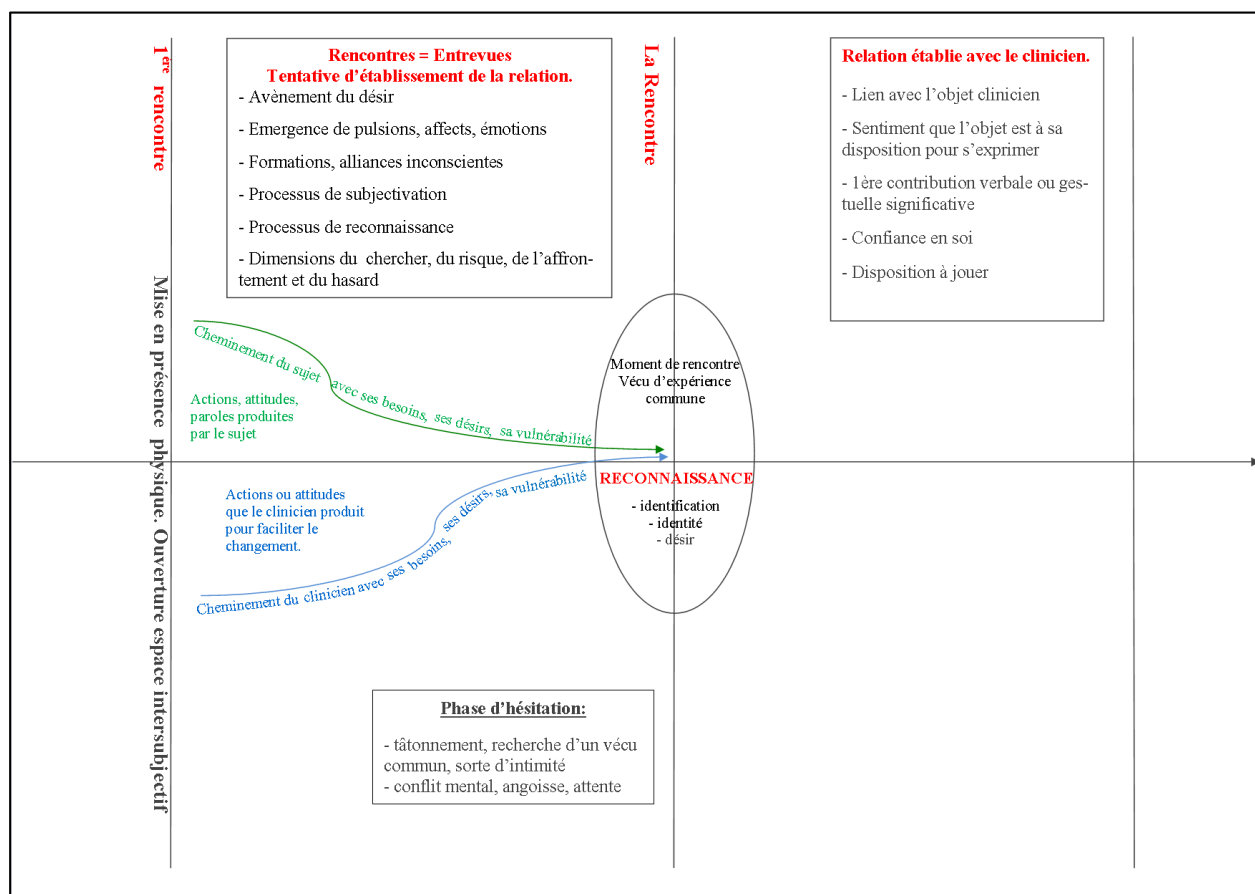 1ère rencontre
Mise en présence physique. Ouverture espace intersubjectif
Rencontres = Entrevues
Tentative d'établissement de la relation.
- Avènement du désir
- Emergence de pulsions, affects, émotions
- Formations, alliances inconscientes
- Processus de subjectivation
- Processus de reconnaissance
- Dimensions du chercher, du risque, de l'affron-
tement et du hasard
La Rencontre
Relation établie avec le clinicien.
- Lien avec l'objet clinicien
- Sentiment que l'objet est à sa
disposition pour s'exprimer
- 1ère contribution verbale ou ges-
tuelle significative
- Confiance en soi
- Disposition à jouer
Cheminement du sujet avec ses besoins, ses désirs, sa vulnérabilité
Actions, attitudes,
paroles produites
par le sujet
Moment de rencontre
Vécu d'expérience
commune
RECONNAISSANCE
- identification
- identité
- désir
Actions ou attitudes
que le clinicien produit
pour faciliter le
changement.
Cheminement du clinicien avec ses besoins, ses désirs, sa vulnérabilité
Phase d'hésitation:
- tâtonnement, recherche d'un vécu
commun, sorte d'intimité
- conflit mental, angoisse, attente